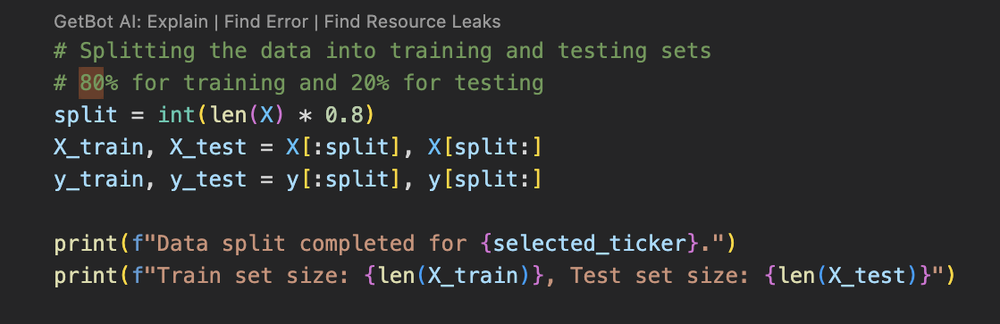 GetBot AI: Explain | Find Error | Find Resource Leaks
# Splitting the data into training and testing sets
# 80% for training and 20% for testing
split = int(len(X) * 0.8)
X_train, X_test = X[:split], X[split:]
y_train, y_test = y[:split], y[split:]
print(f"Data split completed for {selected_ticker}.")
print(f"Train set size: {len(X_train)}, Test set size: {len(X_test)}")